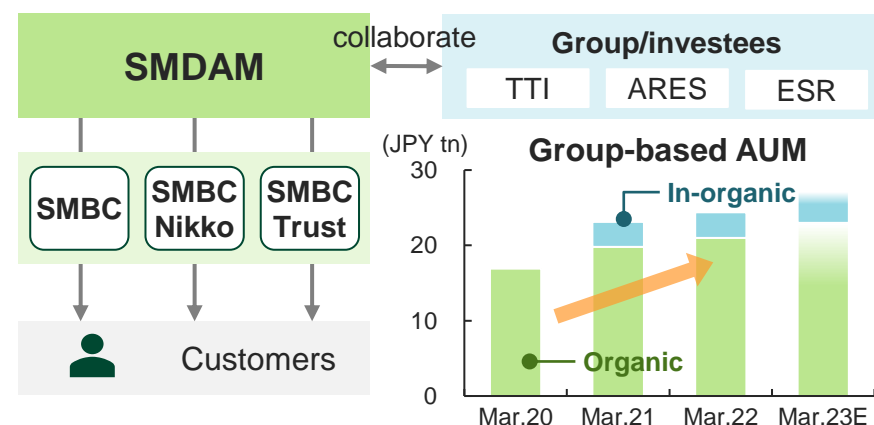 SMDAM
collaborate
Group/investees
TTI
ARES
ESR
SMBC
SMBC
Nikko
SMBC
Trust
Customers
(JPY tn)
Group-based AUM
30
20
10
0
In-organic
Organic
Mar.20
Mar.21
Mar.22
Mar.23E